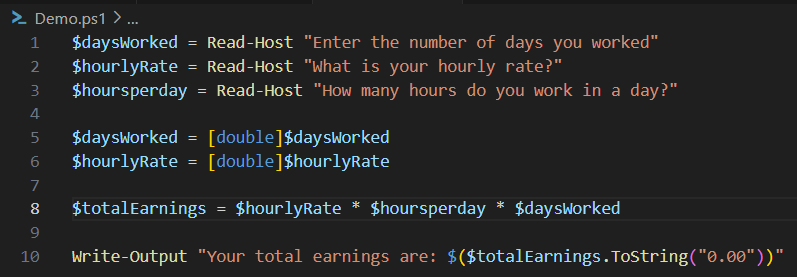 Demo.ps1 > ...
1 $daysWorked = Read-Host "Enter the number of days you worked"
2 $hourlyRate = Read-Host "What is your hourly rate?"
3 $hoursperday = Read-Host "How many hours do you work in a day?"
4
5 $daysWorked = [double]$daysWorked
6 $hourlyRate = [double]$hourlyRate
7
8 $totalEarnings = $hourlyRate * $hoursperday * $daysWorked
9
10 Write-Output "Your total earnings are: $($totalEarnings.ToString("0.00"))"